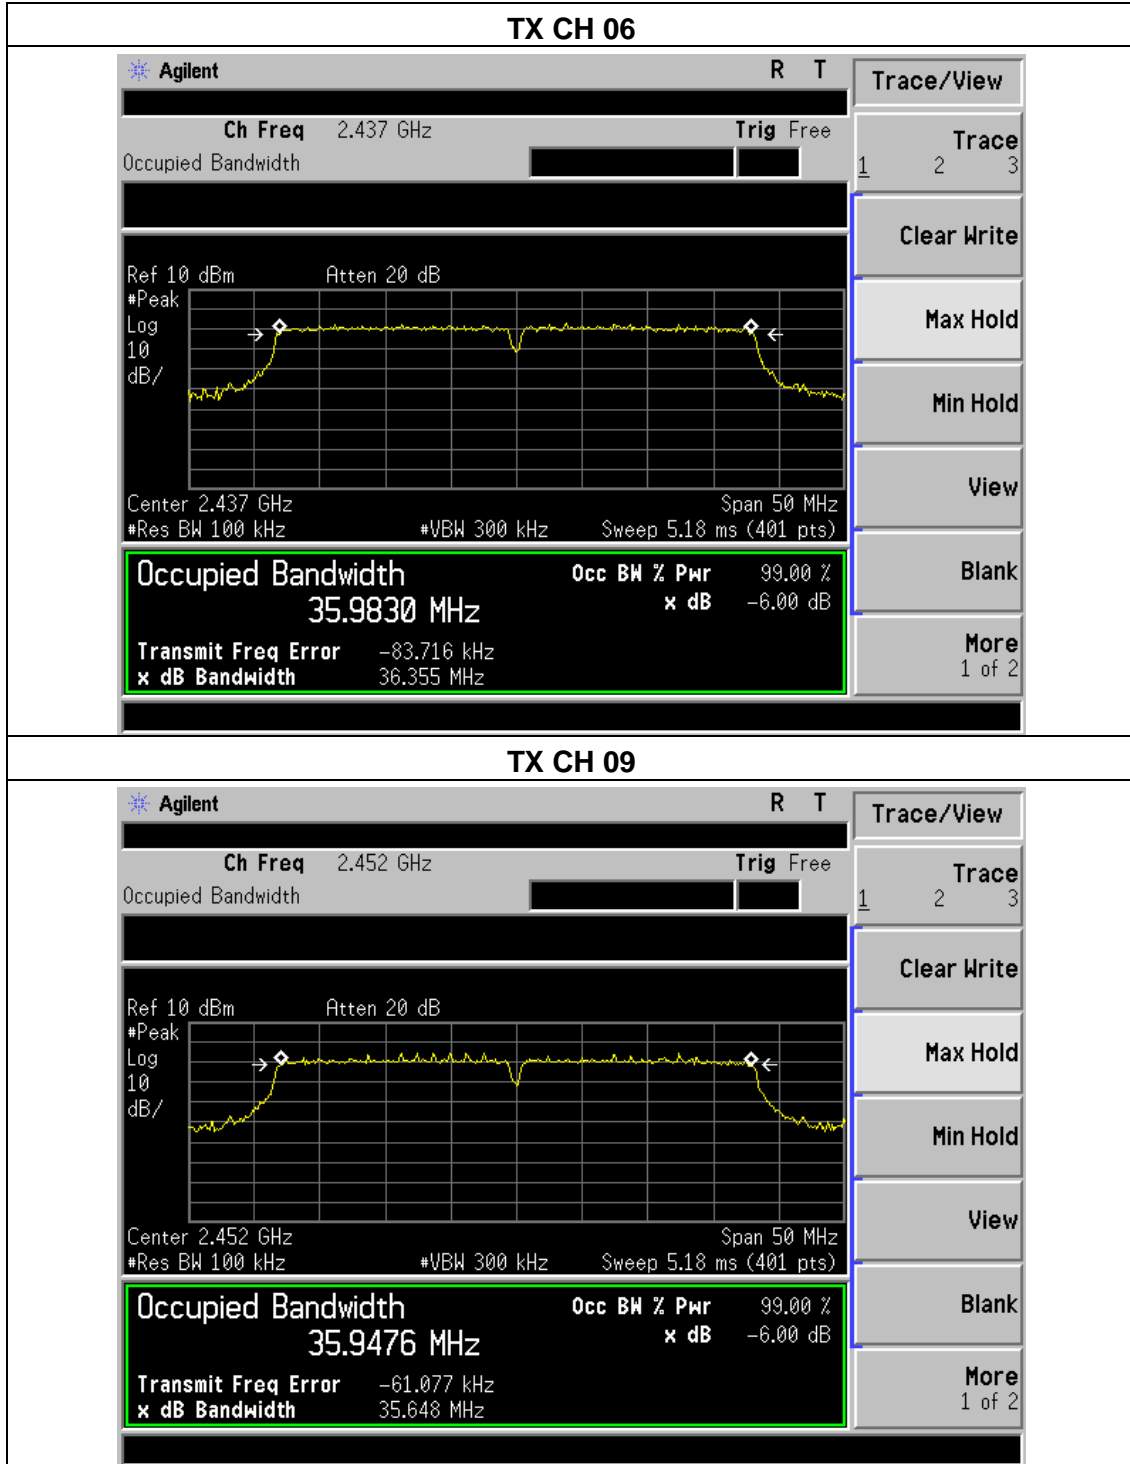 TX CH 06
Agilent R T
Trace/View
Ch Freq 2.437 GHz Trig Free
Occupied Bandwidth
Trace
1 2 3
Clear Write
Ref 10 dBm Atten 20 dB
#Peak
Log
10
dB/
Max Hold
Min Hold
View
Center 2.437 GHz Span 50 MHz
#Res BW 100 kHz #VBW 300 kHz Sweep 5.18 ms (401 pts)
Occupied Bandwidth Occ BW % Pwr 99.00 %
35.9830 MHz x dB -6.00 dB
Blank
Transmit Freq Error -83.716 kHz
x dB Bandwidth 36.355 MHz
More
1 of 2
TX CH 09
Agilent R T
Trace/View
Ch Freq 2.452 GHz Trig Free
Occupied Bandwidth
Trace
1 2 3
Clear Write
Ref 10 dBm Atten 20 dB
#Peak
Log
10
dB/
Max Hold
Min Hold
View
Center 2.452 GHz Span 50 MHz
#Res BW 100 kHz #VBW 300 kHz Sweep 5.18 ms (401 pts)
Occupied Bandwidth Occ BW % Pwr 99.00 %
35.9476 MHz x dB -6.00 dB
Blank
Transmit Freq Error -61.077 kHz
x dB Bandwidth 35.648 MHz
More
1 of 2